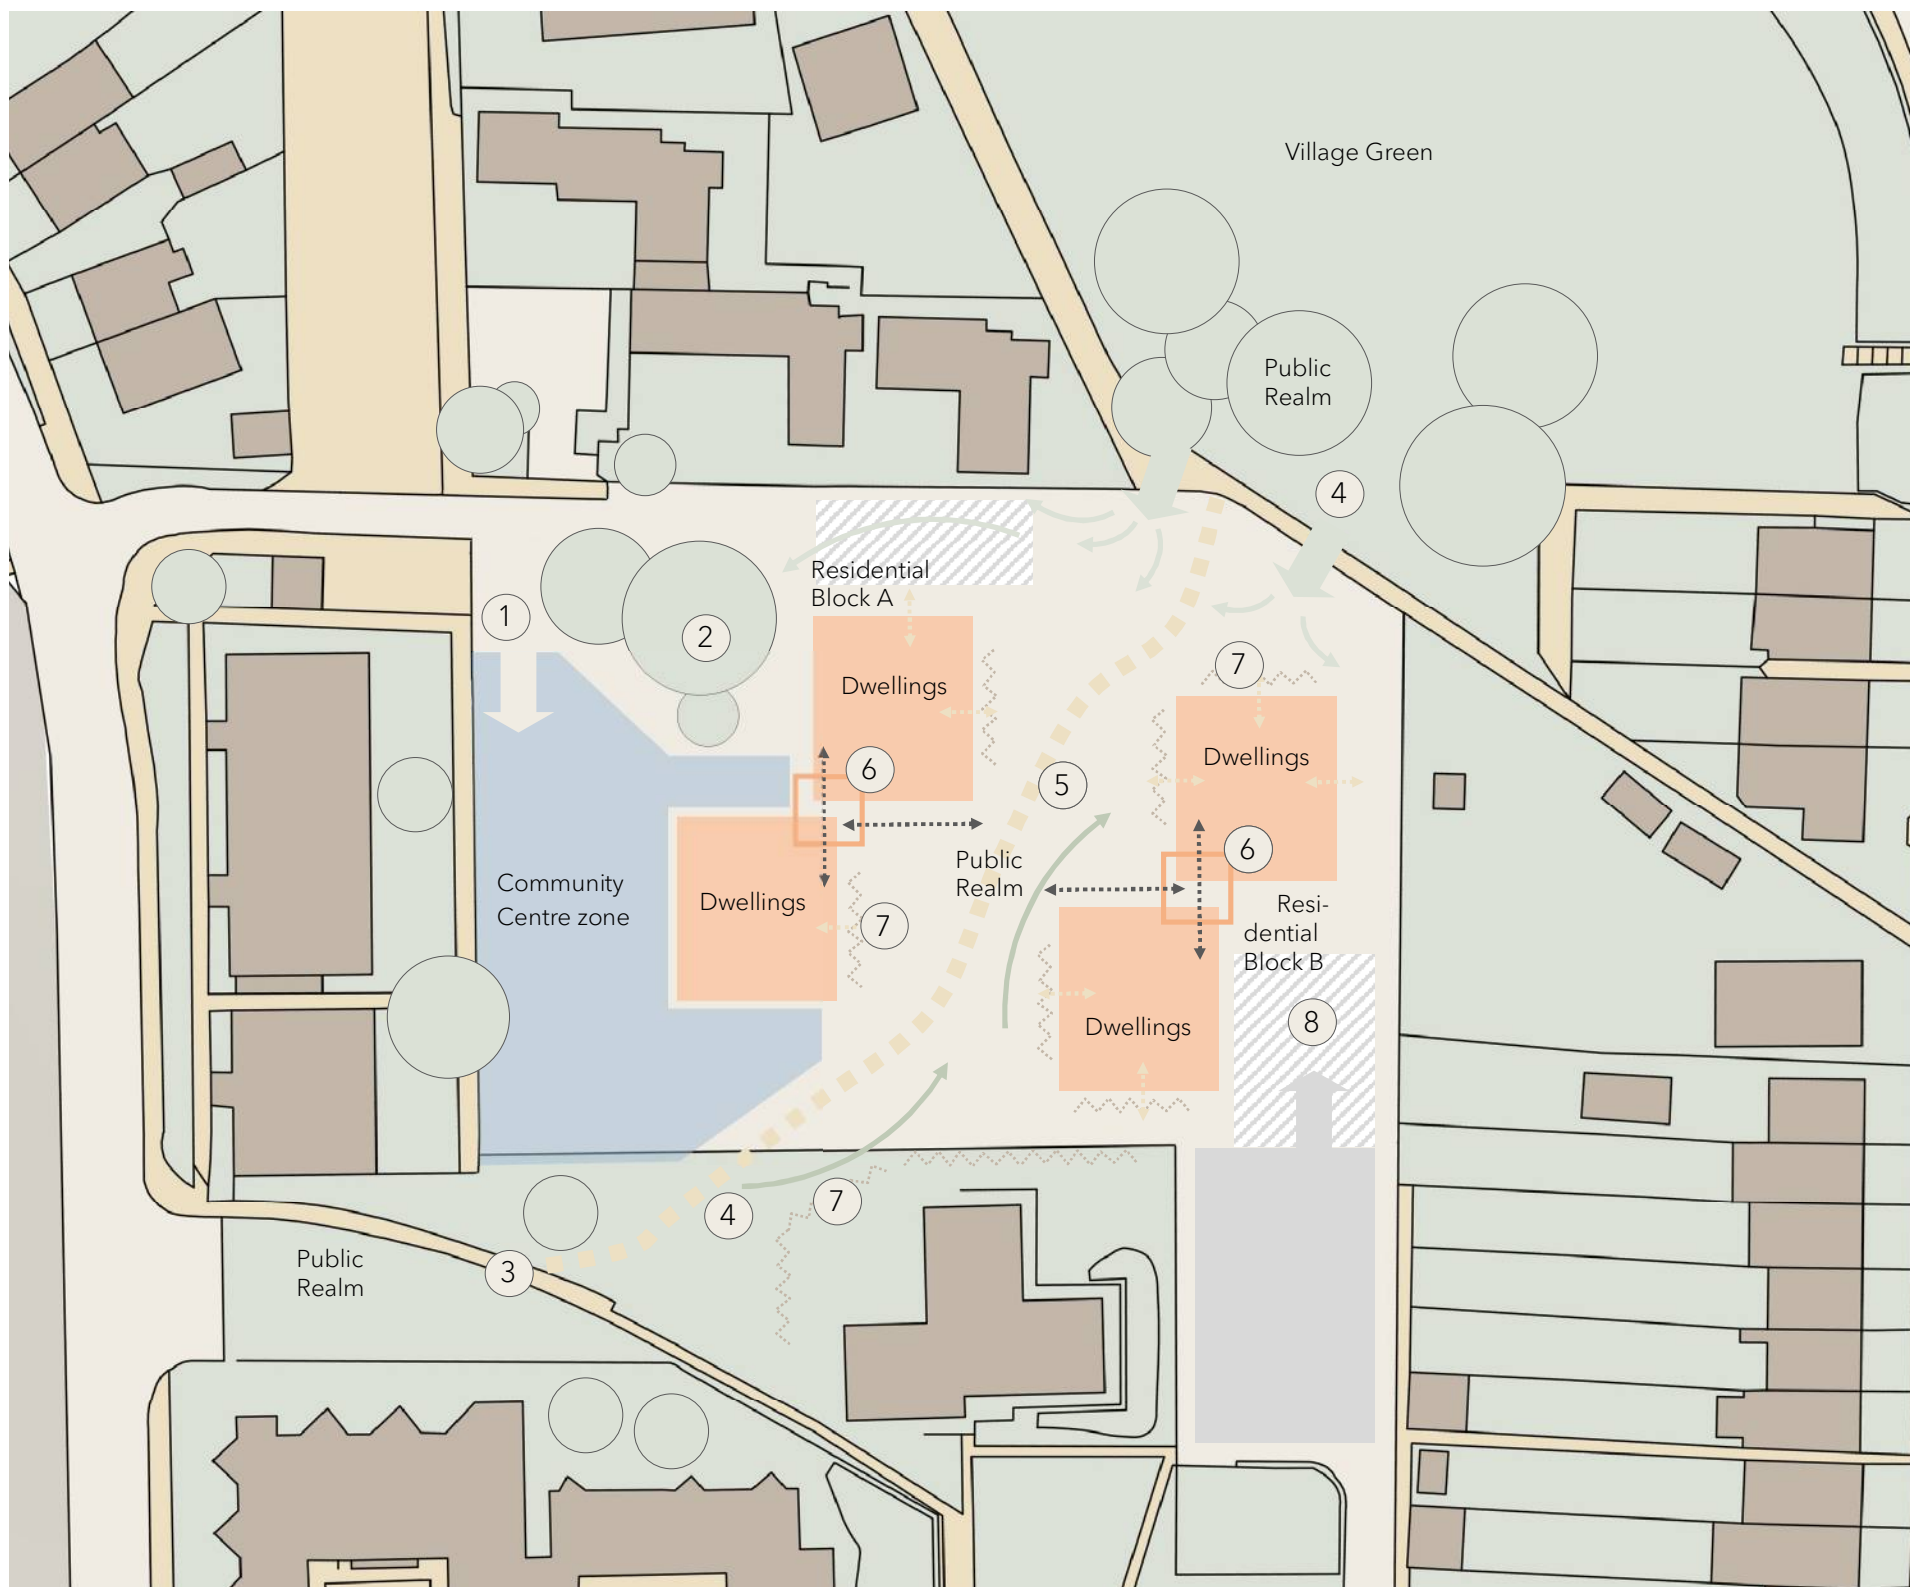 Village Green
Public
Realm
4
Residential
Block A
1
2
7
Dwellings
Dwellings
6
5
6
Public
Realm
Community
Centre zone
Dwellings
7
Resi-
dential
Block B
8
Dwellings
4
7
Public
Realm
3